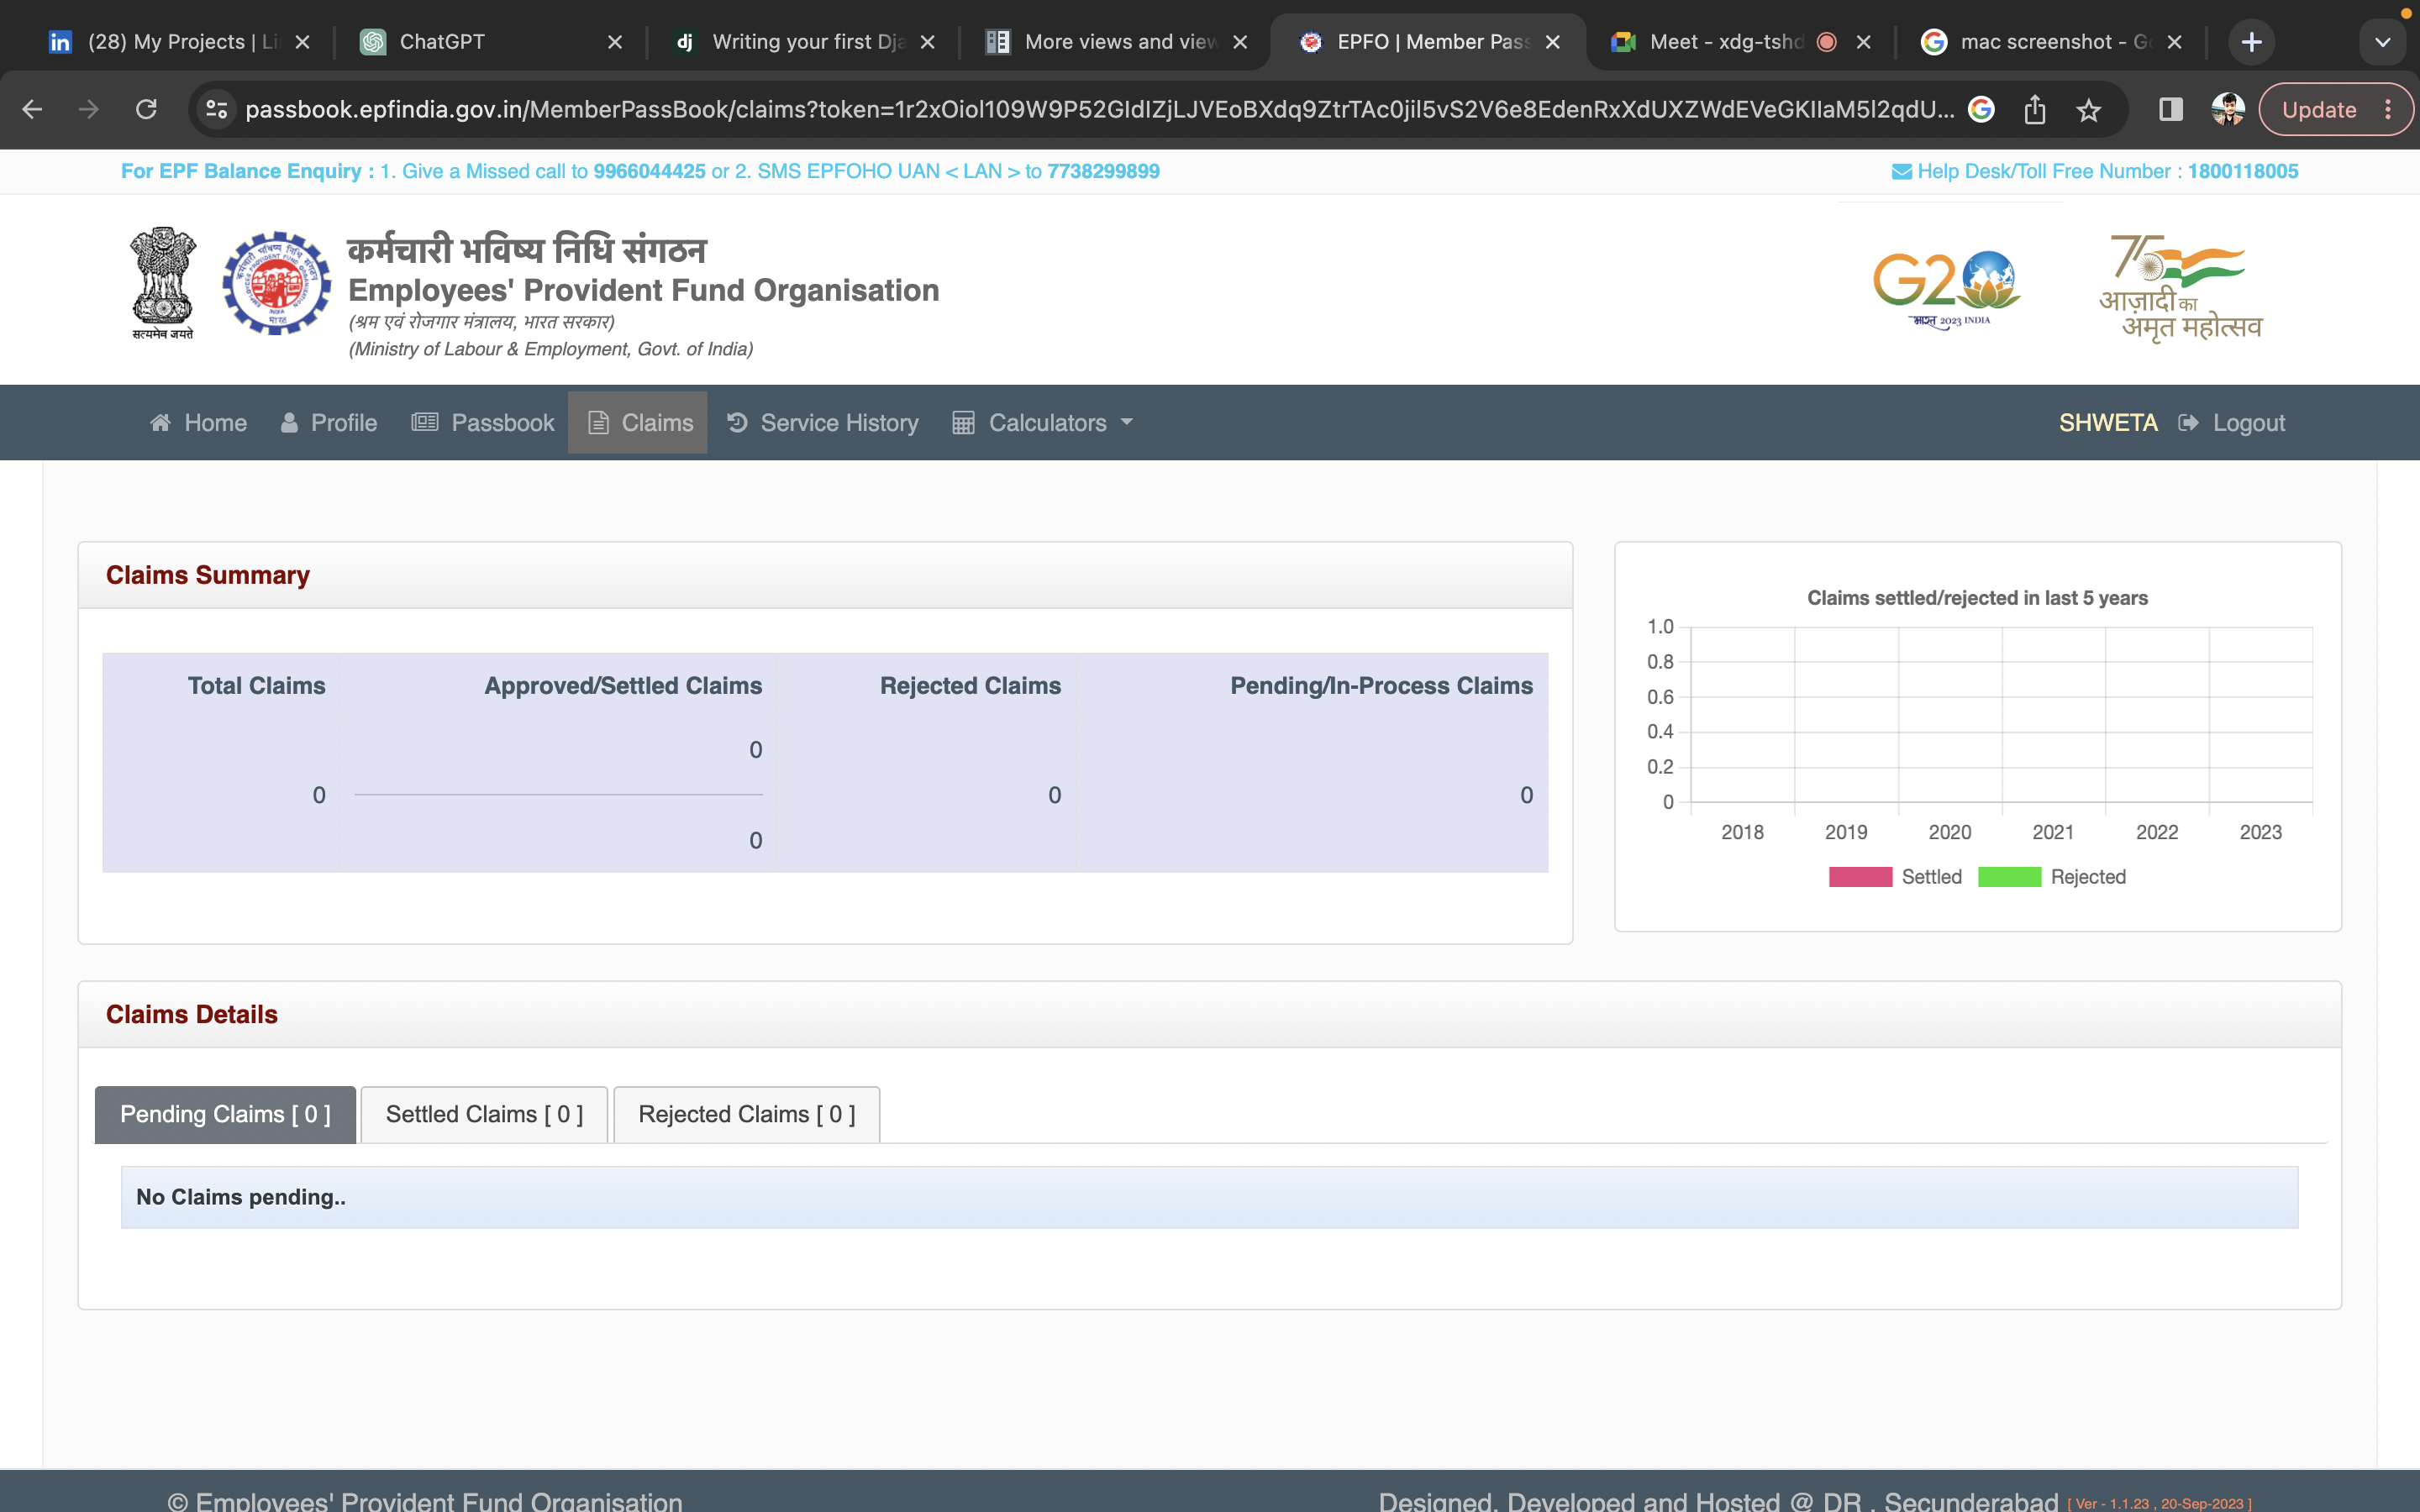 (28) My Projects | Li
ChatGPT
dj Writing your first Dja
More views and view
EPFO | Member Pass
Meet - xdg-tshd
mac screenshot - Go
passbook.epfindia.gov.in/MemberPassBook/claims?token=1r2xOiol109W9P52GIdIZjLJVEoBXdq9ZtrTAc0jil5vS2V6e8EdenRxXdUXZWdEVeGKIlaM5l2qdU...
Update
For EPF Balance Enquiry : 1. Give a Missed call to 9966044425 or 2. SMS EPFOHO UAN < LAN > to 7738299899
Help Desk/Toll Free Number : 1800118005
सत्यमेव जयते
कर्मचारी भविष्य निधि संगठन
Employees' Provident Fund Organisation
(श्रम एवं रोजगार मंत्रालय, भारत सरकार)
(Ministry of Labour & Employment, Govt. of India)
G20
भारत 2023 INDIA
75
आज़ादी का
अमृत महोत्सव
Home
Profile
Passbook
Claims
Service History
Calculators
SHWETA
Logout
Claims Summary
Total Claims Approved/Settled Claims Rejected Claims Pending/In-Process Claims
0
0 0 0
0
Claims settled/rejected in last 5 years
1.0
0.8
0.6
0.4
0.2
0
2018 2019 2020 2021 2022 2023
Settled Rejected
Claims Details
Pending Claims [ 0 ]
Settled Claims [ 0 ]
Rejected Claims [ 0 ]
No Claims pending..
© Employees' Provident Fund Organisation
Designed, Developed and Hosted @ DR , Secunderabad [ Ver - 1.1.23 , 20-Sep-2023 ]